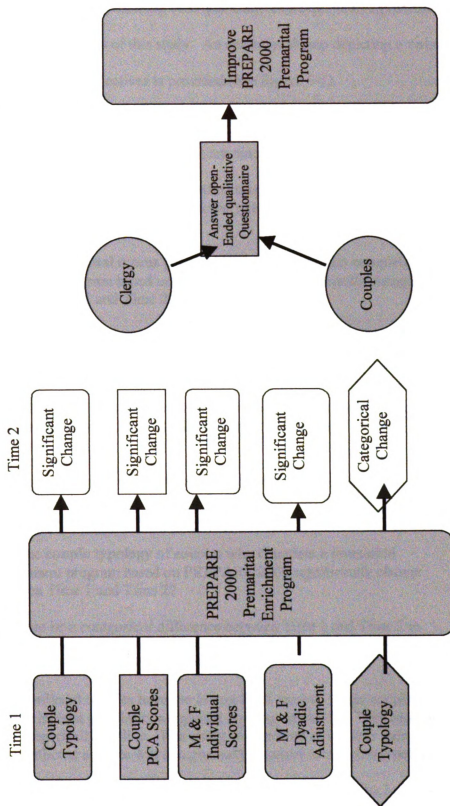 Time 1
Time 2
Couple
Typology
Couple
PCA Scores
M & F
Individual
Scores
M & F
Dyadic
Adiustment
Couple
Typology
PREPARE
2000
Premarital
Enrichment
Program
Significant
Change
Significant
Change
Significant
Change
Significant
Change
Categorical
Change
Clergy
Couples
Answer open-
Ended qualitative
Questionnaire
Improve
PREPARE
2000
Premarital
Program